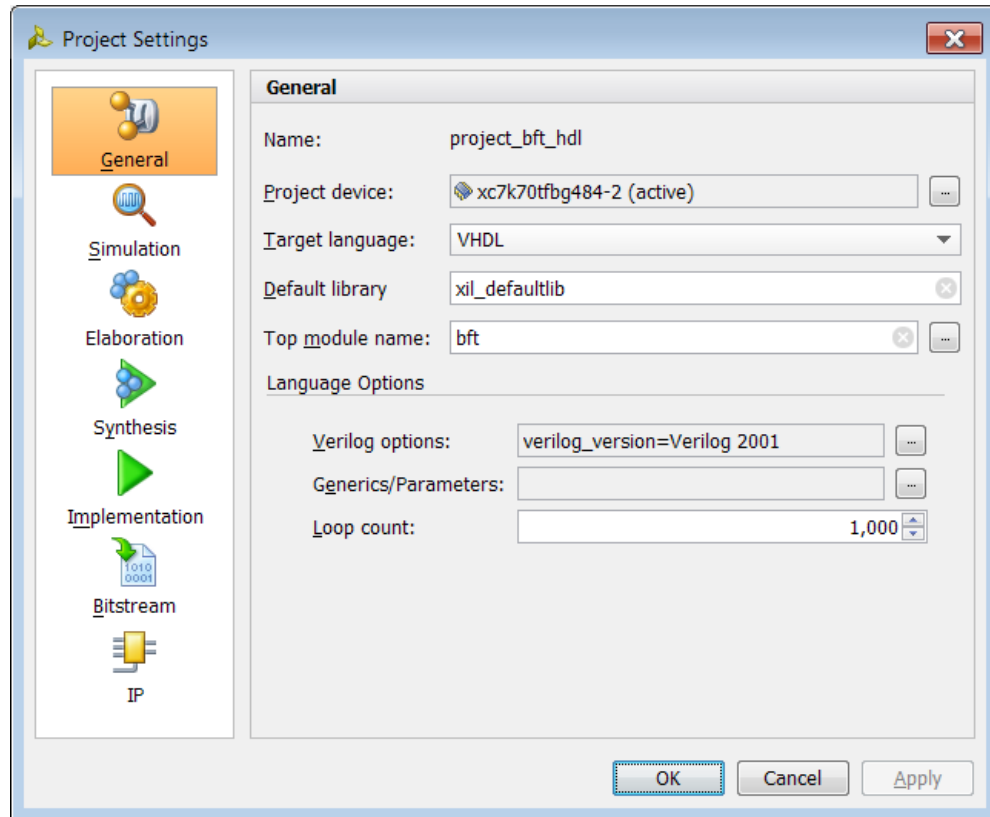 Project Settings
General
Simulation
Elaboration
Synthesis
Implementation
1010
0001
Bitstream
IP
General
Name: project_bft_hdl
Project device: xc7k70tfbg484-2 (active) ...
Target language: VHDL
Default library xil_defaultlib
Top module name: bft ...
Language Options
Verilog options: verilog_version=Verilog 2001 ...
Generics/Parameters: ...
Loop count: 1,000
OK Cancel Apply